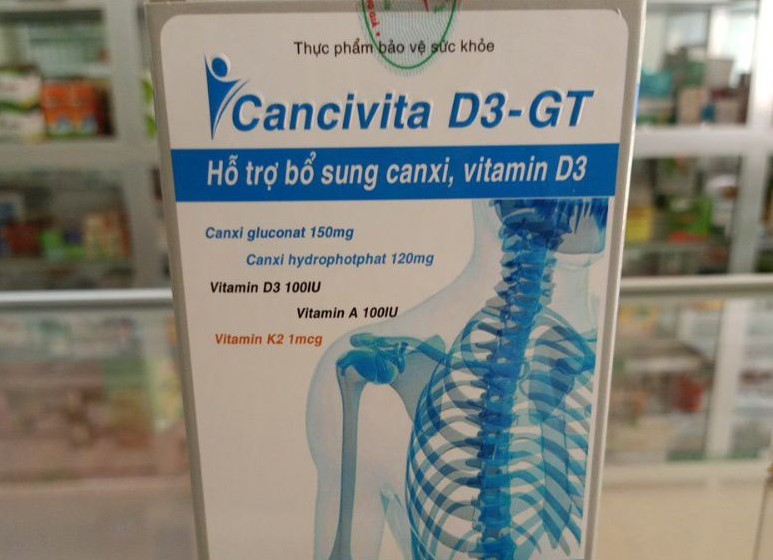 Thực phẩm bảo vệ sức khỏe
Cancivita D3-GT
Hỗ trợ bổ sung canxi, vitamin D3
Canxi gluconat 150mg
Canxi hydrophotphat 120mg
Vitamin D3 100IU
Vitamin A 100IU
Vitamin K2 1mcg